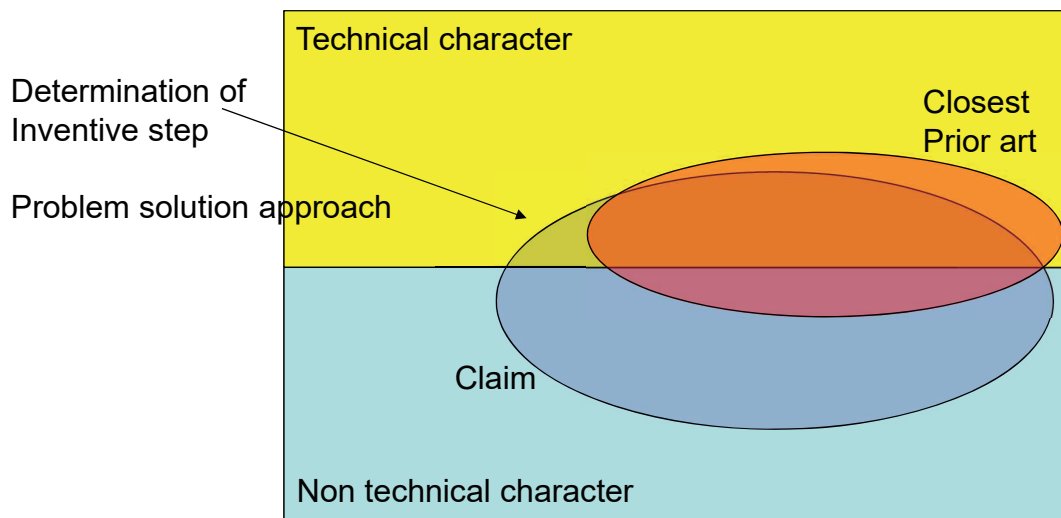 Technical character
Determination of
Inventive step
Closest
Prior art
Problem solution approach
Claim
Non technical character